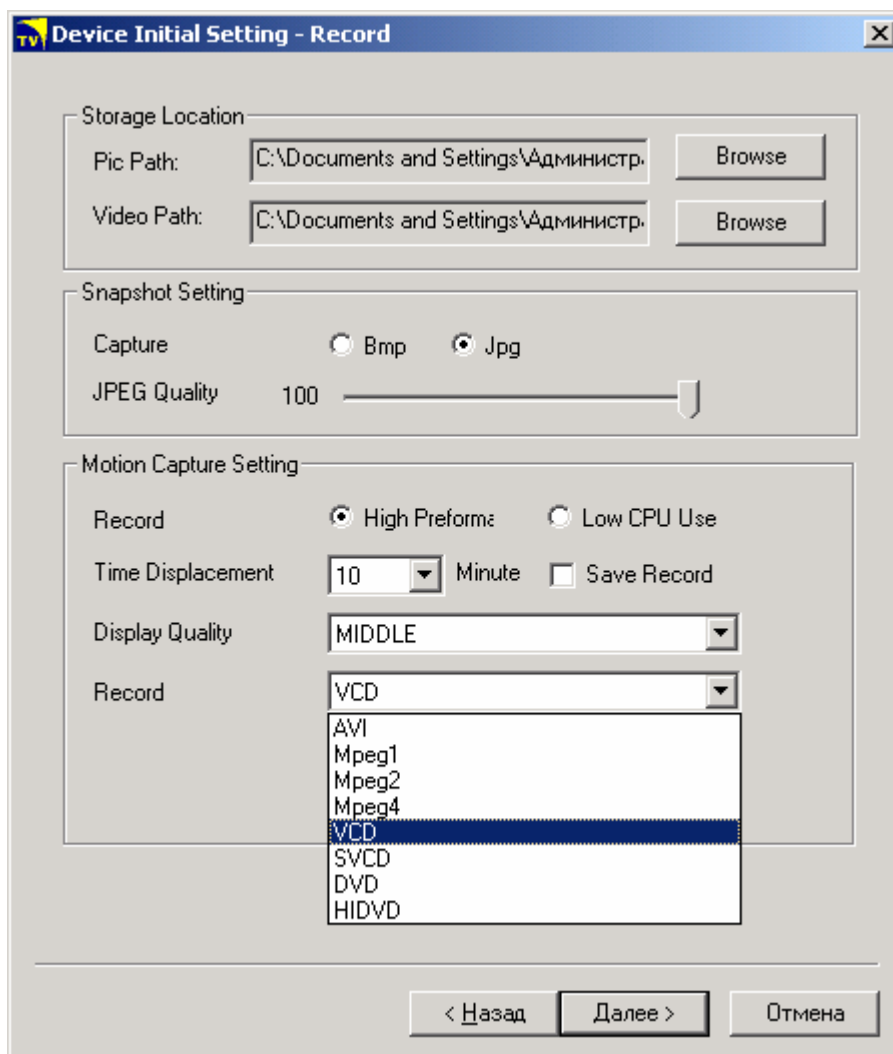 TV Device Initial Setting - Record
Storage Location
Pic Path: C:\Documents and Settings\Администр Browse
Video Path: C:\Documents and Settings\Администр Browse
Snapshot Setting
Capture Bmp Jpg
JPEG Quality 100
Motion Capture Setting
Record High Preforma Low CPU Use
Time Displacement 10 Minute Save Record
Display Quality MIDDLE
Record VCD
AVI
Mpeg1
Mpeg2
Mpeg4
VCD
SVCD
DVD
HIDVD
< Назад Далее > Отмена